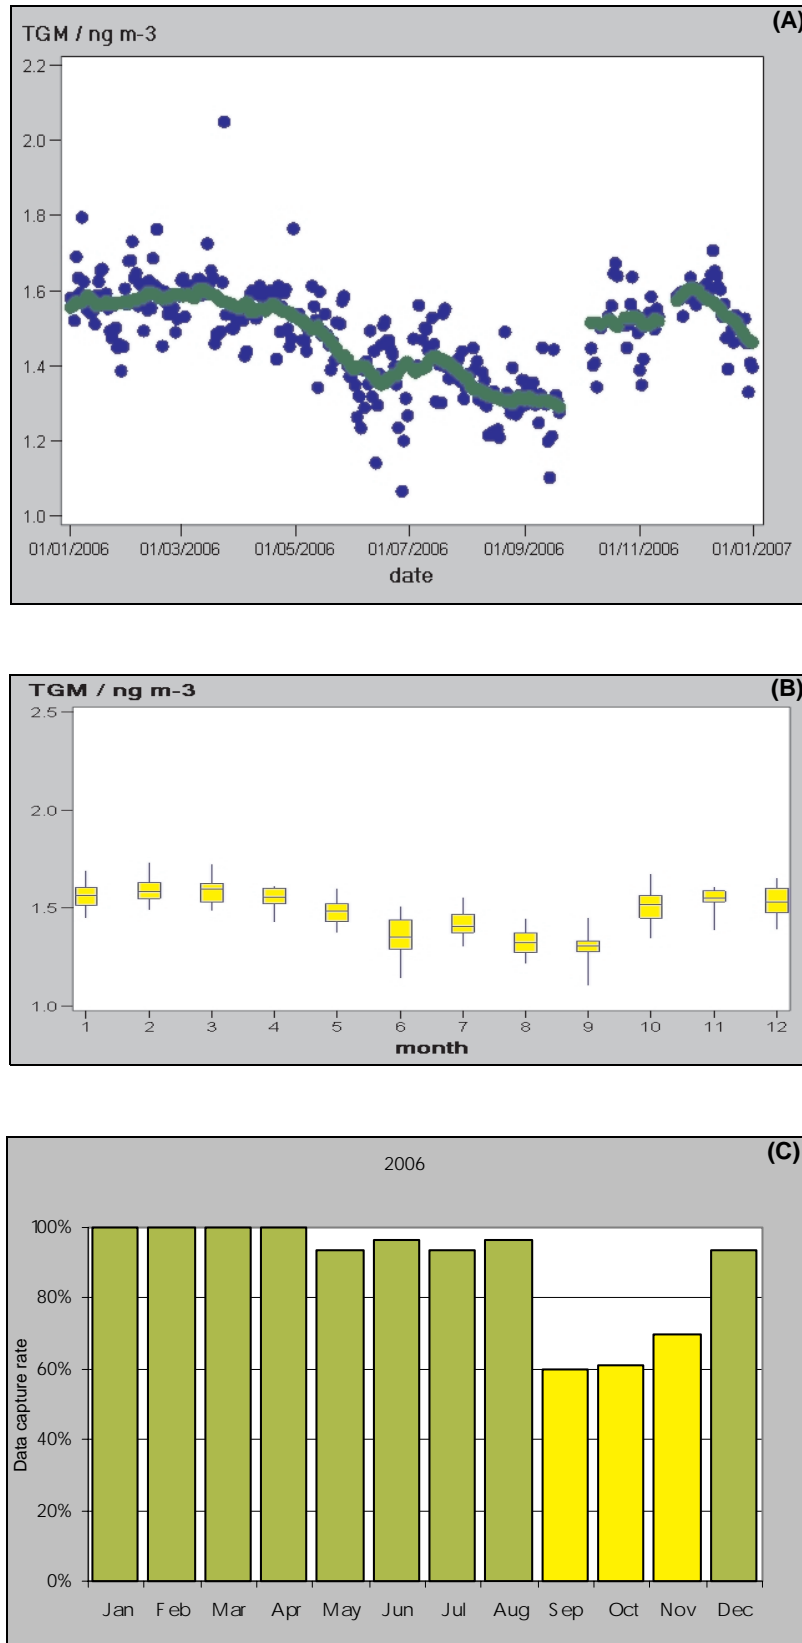 (A)
TGM / ng m-3
2.2
2.0
1.8
1.6
1.4
1.2
1.0
01/01/2006 01/03/2006 01/05/2006 01/07/2006 01/09/2006 01/11/2006 01/01/2007
date
(B)
TGM / ng m-3
2.5
2.0
1.5
1.0
1 2 3 4 5 6 7 8 9 10 11 12
month
(C)
2006
100%
80%
60%
40%
20%
0%
Data capture rate
Jan Feb Mar Apr May Jun Jul Aug Sep Oct Nov Dec